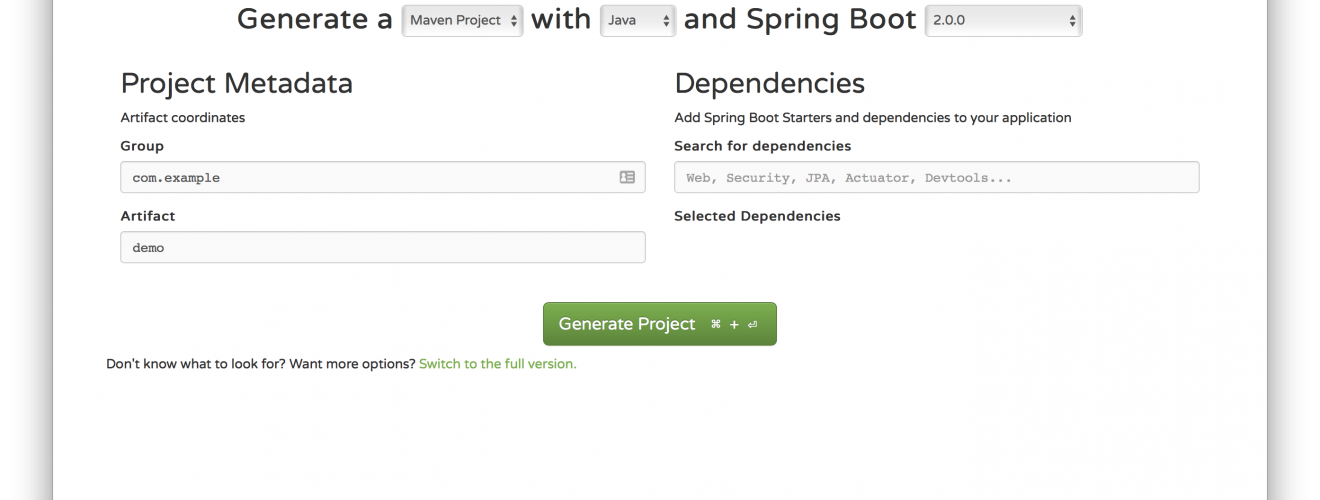 Generate a Maven Project with Java and Spring Boot 2.0.0
Project Metadata
Artifact coordinates
Group
com.example
Artifact
demo
Dependencies
Add Spring Boot Starters and dependencies to your application
Search for dependencies
Web, Security, JPA, Actuator, Devtools...
Selected Dependencies
Generate Project ⌘ + ⏎
Don't know what to look for? Want more options? Switch to the full version.